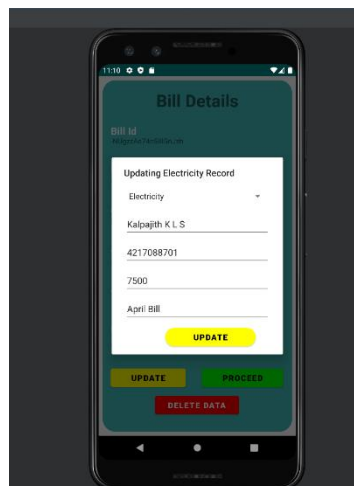 11:10
Bill Details
Bill Id
Updating Electricity Record
Electricity
Kalpajith K L S
4217088701
7500
April Bill
UPDATE
UPDATE
PROCEED
DELETE DATA